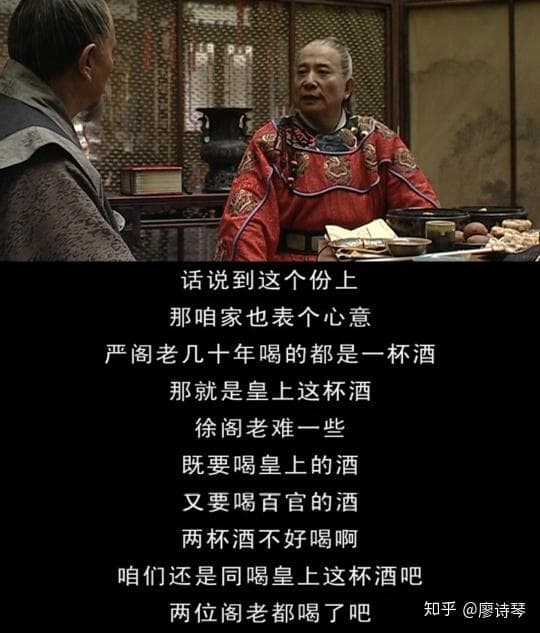 话说到这个份上
那咱家也表个心意
严阁老几十年喝的都是一杯酒
那就是皇上这杯酒
徐阁老难一些
既要喝皇上的酒
又要喝百官的酒
两杯酒不好喝啊
咱们还是同喝皇上这杯酒吧
两位阁老都喝了吧
知乎 @廖诗琴